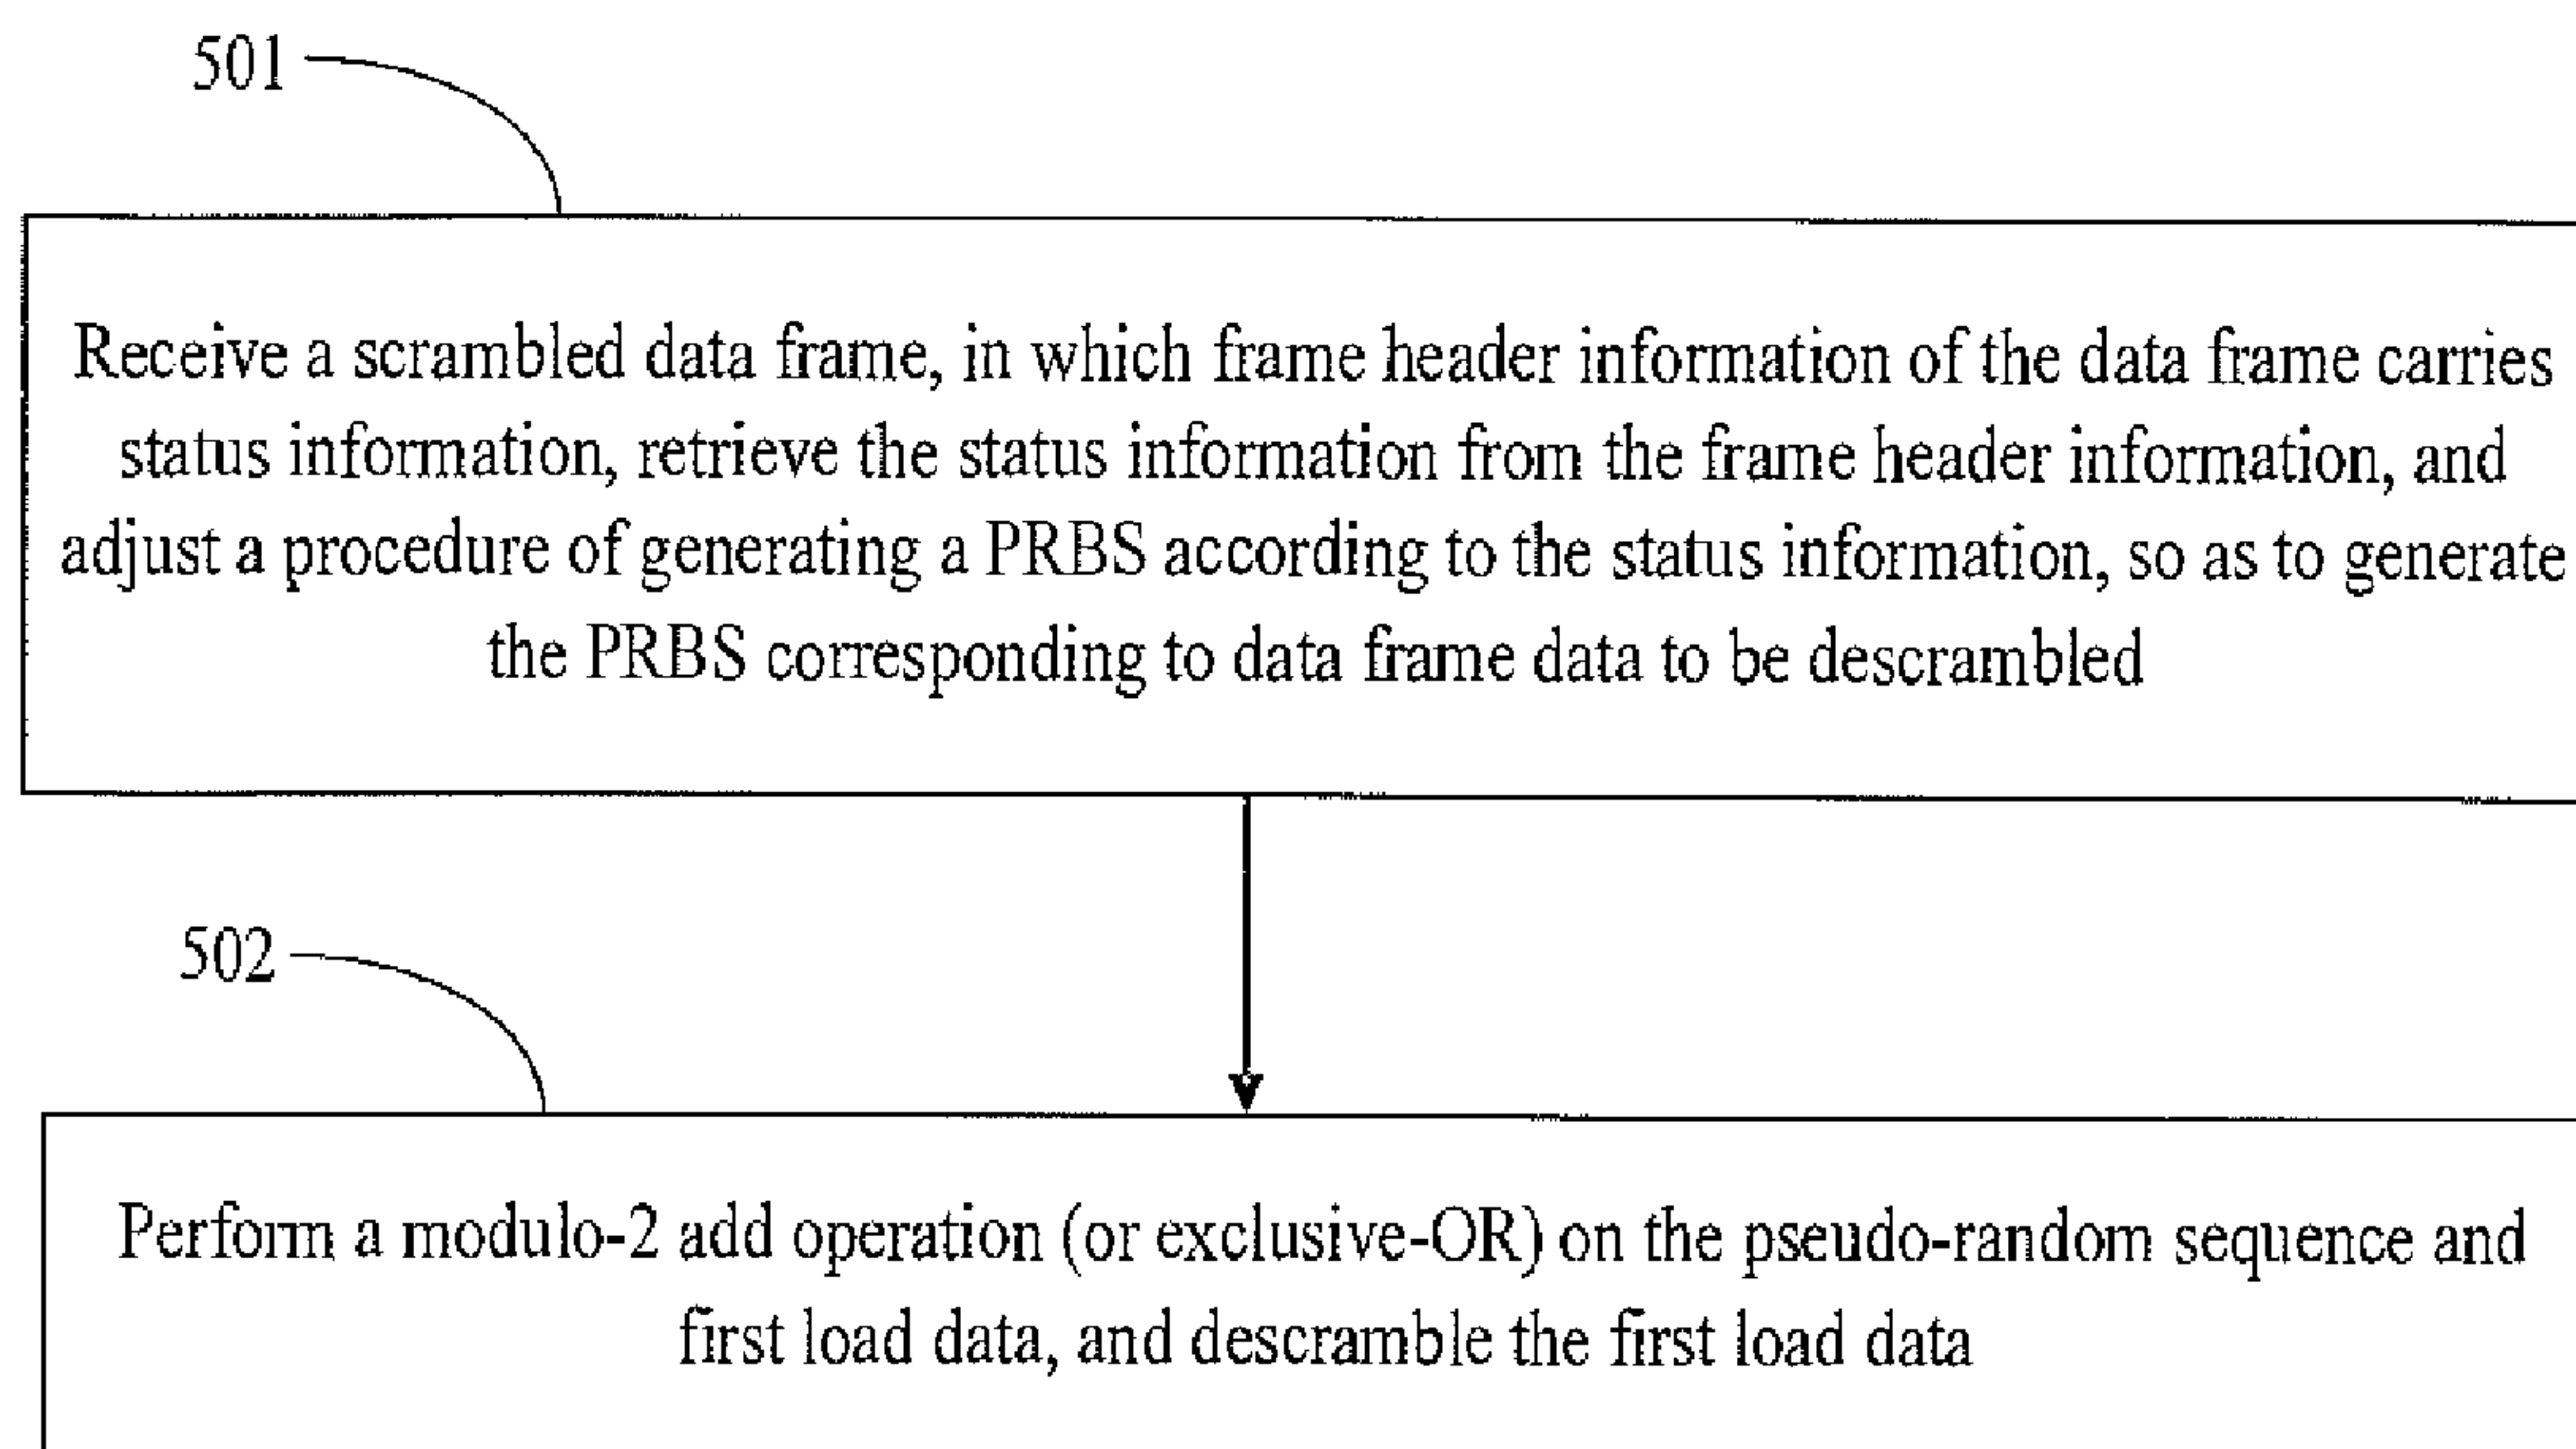 501
Receive a scrambled data frame, in which frame header information of the data frame carries
status information, retrieve the status information from the frame header information, and
adjust a procedure of generating a PRBS according to the status information, so as to generate
the PRBS corresponding to data frame data to be descrambled
502
Perform a modulo-2 add operation (or exclusive-OR) on the pseudo-random sequence and
first load data, and descramble the first load data